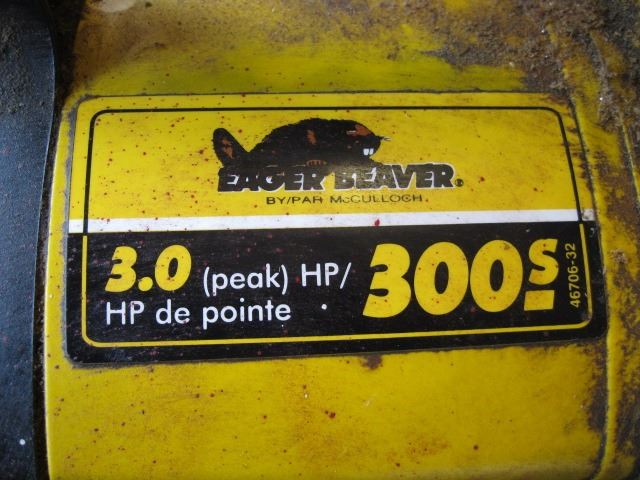 EAGER BEAVER®
BY/PAR McCULLOCH
3.0 (peak) HP/
HP de pointe
300S
46706-32